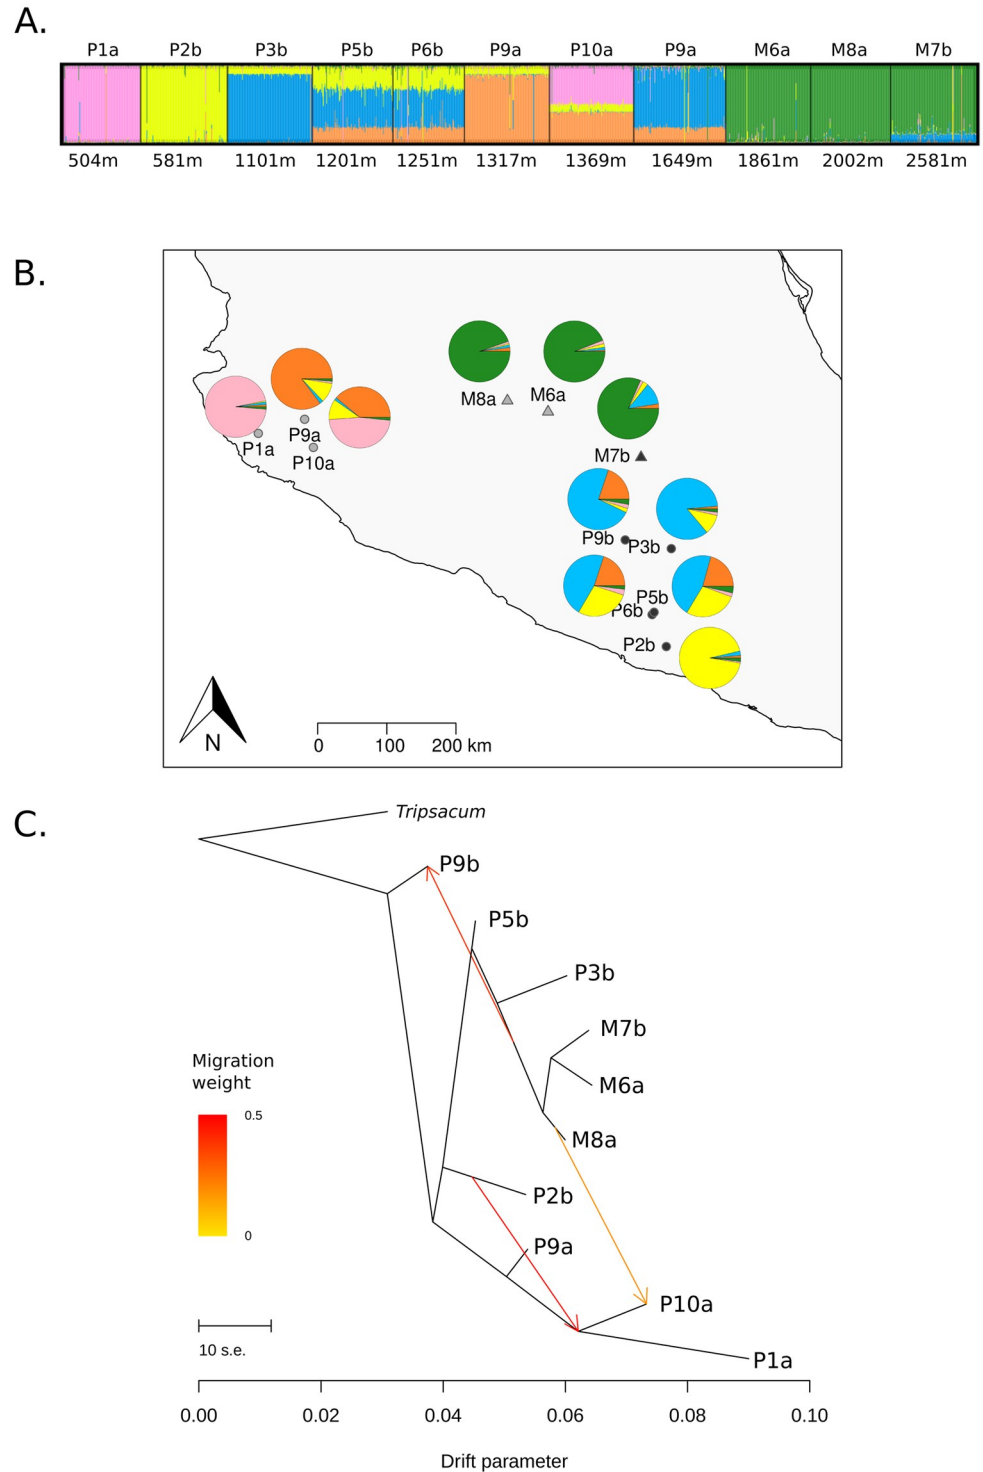 A.
P1a P2b P3b P5b P6b P9a P10a P9a M6a M8a M7b
504m 581m 1101m 1201m 1251m 1317m 1369m 1649m 1861m 2002m 2581m
B.
M8a
M6a
P9a
P1a
P10a
M7b
P9b
P3b
P5b
P6b
P2b
N
0 100 200 km
C.
Tripsacum
P9b
P5b
P3b
M7b
M6a
Migration
weight
0.5
M8a
P2b
0
P9a
P10a
10 s.e.
P1a
0.00 0.02 0.04 0.06 0.08 0.10
Drift parameter